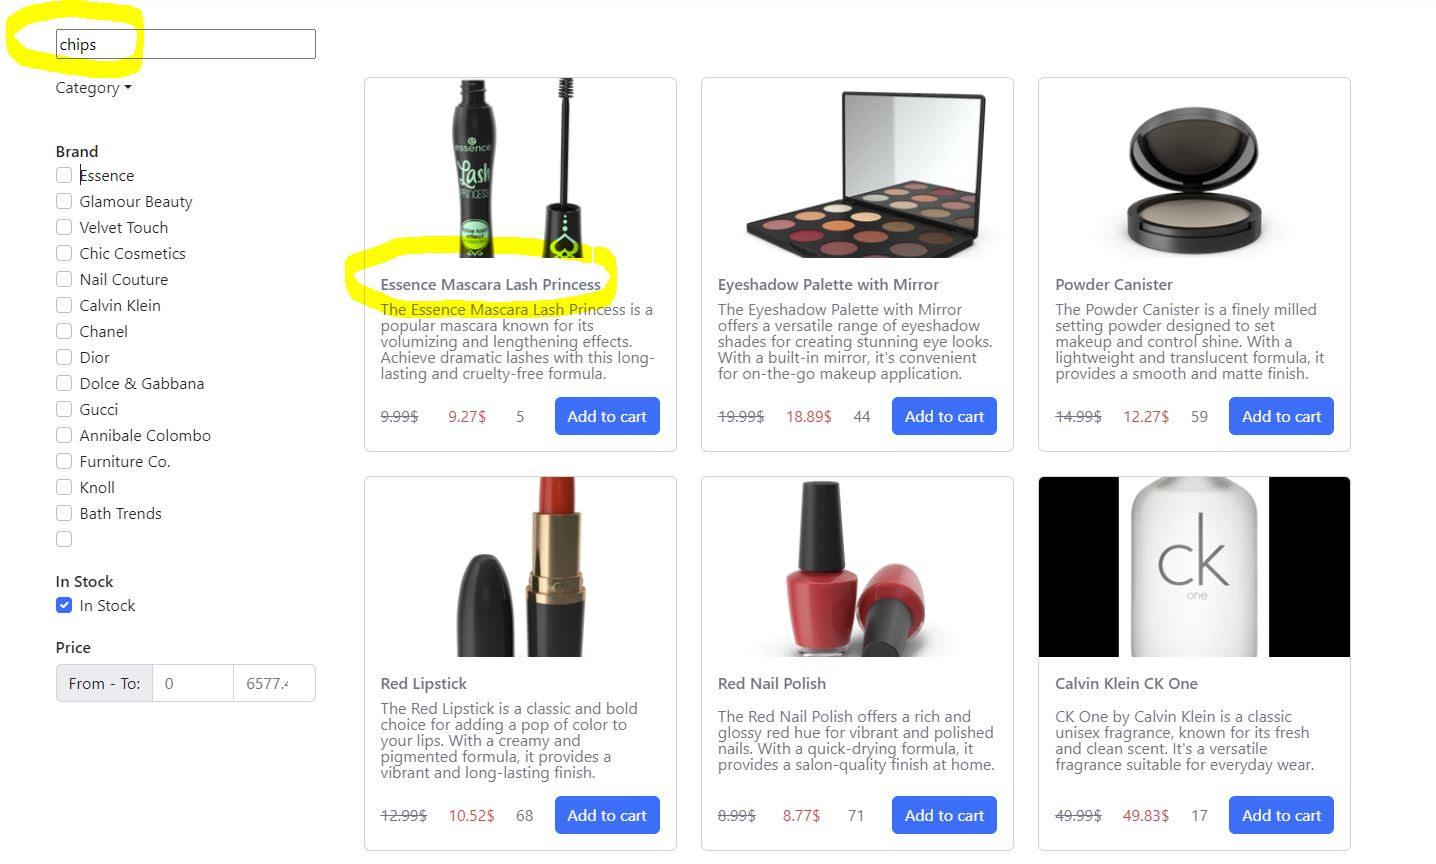 chips
Category
Brand
Essence
Glamour Beauty
Velvet Touch
Chic Cosmetics
Nail Couture
Calvin Klein
Chanel
Dior
Dolce & Gabbana
Gucci
Annibale Colombo
Furniture Co.
Knoll
Bath Trends
In Stock
In Stock
Price
From - To:
0
6577.4
essence
Lash
PRINCESS
false lash
effect
Essence Mascara Lash Princess
The Essence Mascara Lash Princess is a
popular mascara known for its
volumizing and lengthening effects.
Achieve dramatic lashes with this long-
lasting and cruelty-free formula.
9.99$ 9.27$ 5 Add to cart
Eyeshadow Palette with Mirror
The Eyeshadow Palette with Mirror
offers a versatile range of eyeshadow
shades for creating stunning eye looks.
With a built-in mirror, it's convenient
for on-the-go makeup application.
19.99$ 18.89$ 44 Add to cart
Powder Canister
The Powder Canister is a finely milled
setting powder designed to set
makeup and control shine. With a
lightweight and translucent formula, it
provides a smooth and matte finish.
14.99$ 12.27$ 59 Add to cart
Red Lipstick
The Red Lipstick is a classic and bold
choice for adding a pop of color to
your lips. With a creamy and
pigmented formula, it provides a
vibrant and long-lasting finish.
12.99$ 10.52$ 68 Add to cart
Red Nail Polish
The Red Nail Polish offers a rich and
glossy red hue for vibrant and polished
nails. With a quick-drying formula, it
provides a salon-quality finish at home.
8.99$ 8.77$ 71 Add to cart
ck
one
Calvin Klein CK One
CK One by Calvin Klein is a classic
unisex fragrance, known for its fresh
and clean scent. It's a versatile
fragrance suitable for everyday wear.
49.99$ 49.83$ 17 Add to cart